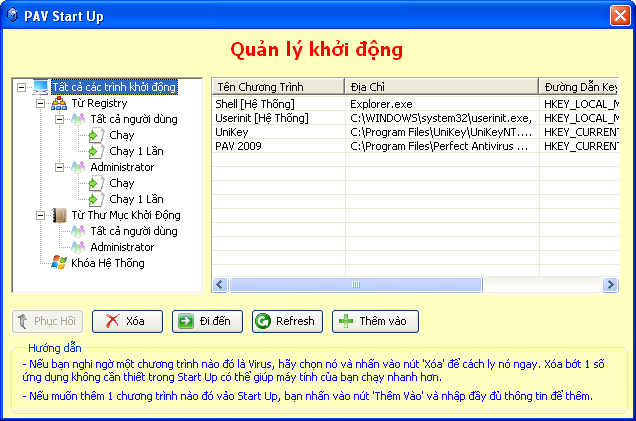 PAV Start Up
Quản lý khởi động
Tất cả các trình khởi động
Từ Registry
Tất cả người dùng
Chạy
Chạy 1 Lần
Administrator
Chạy
Chạy 1 Lần
Từ Thư Mục Khởi Động
Tất cả người dùng
Administrator
Khóa Hệ Thống
Tên Chương Trình Địa Chỉ Đường Dẫn Key
Shell [Hệ Thống] Explorer.exe HKEY_LOCAL_M
Userinit [Hệ Thống] C:\WINDOWS\system32\userinit.exe, HKEY_LOCAL_M
UniKey C:\Program Files\UniKey\UniKeyNT.... HKEY_CURRENT
PAV 2009 C:\Program Files\Perfect Antivirus ... HKEY_CURRENT
Phục Hồi Xóa Đi đến Refresh Thêm vào
Hướng dẫn
- Nếu bạn nghi ngờ một chương trình nào đó là Virus, hãy chọn nó và nhấn vào nút 'Xóa' để cách ly nó ngay. Xóa bớt 1 số
ứng dụng không cần thiết trong Start Up có thể giúp máy tính của bạn chạy nhanh hơn.
- Nếu muốn thêm 1 chương trình nào đó vào Start Up, bạn nhấn vào nút 'Thêm Vào' và nhập đầy đủ thông tin để thêm.